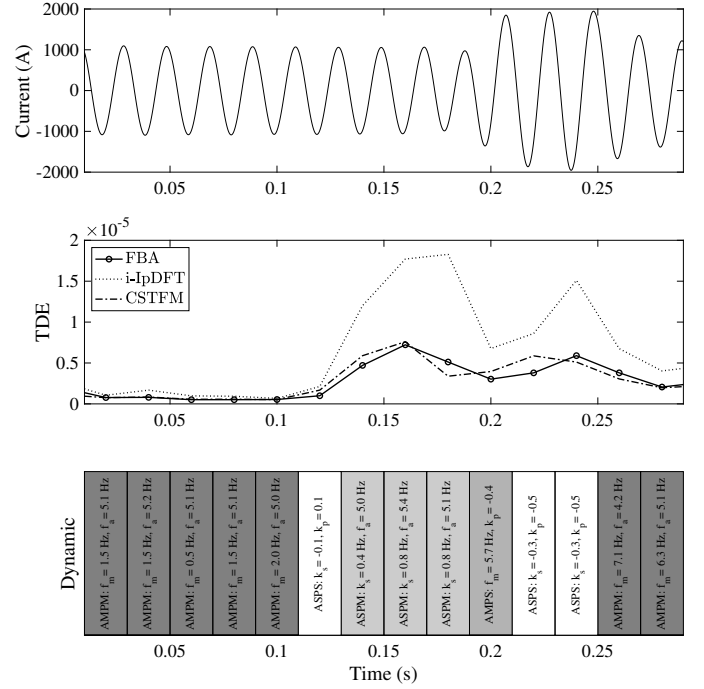 2000
1000
0
-1000
-2000
Current (A)
0.05 0.1 0.15 0.2 0.25
×10^-5
2
1.5
1
0.5
0
TDE
FBA
i-IpDFT
CSTFM
0.05 0.1 0.15 0.2 0.25
Dynamic
AMPM: f_m = 1.5 Hz, f_a = 5.1 Hz
AMPM: f_m = 1.5 Hz, f_a = 5.2 Hz
AMPM: f_m = 0.5 Hz, f_a = 5.1 Hz
AMPM: f_m = 1.5 Hz, f_a = 5.1 Hz
AMPM: f_m = 2.0 Hz, f_a = 5.0 Hz
ASPS: k_s = -0.1, k_p = 0.1
ASPM: k_s = 0.4 Hz, f_a = 5.0 Hz
ASPM: k_s = 0.8 Hz, f_a = 5.4 Hz
ASPM: k_s = 0.8 Hz, f_a = 5.1 Hz
AMPS: f_m = 5.7 Hz, k_p = -0.4
ASPS: k_s = -0.3, k_p = -0.5
ASPS: k_s = -0.3, k_p = -0.5
AMPM: f_m = 7.1 Hz, f_a = 4.2 Hz
AMPM: f_m = 6.3 Hz, f_a = 5.1 Hz
0.05 0.1 0.15 0.2 0.25
Time (s)